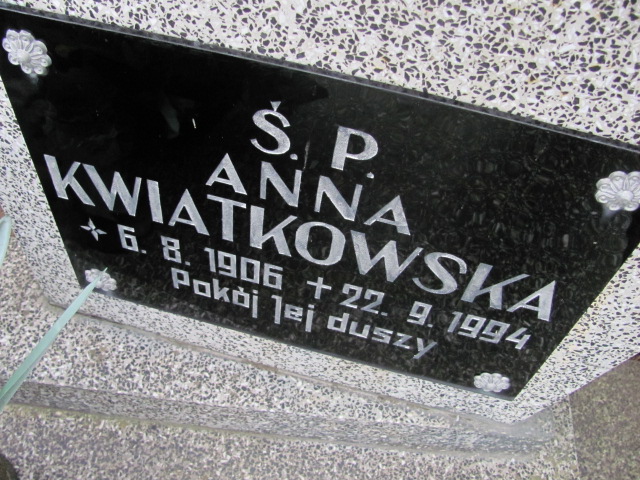 Ś. P.
ANNA
KWIATKOWSKA
6. 8. 1906 † 22. 9. 1994
Pokój Jej duszy